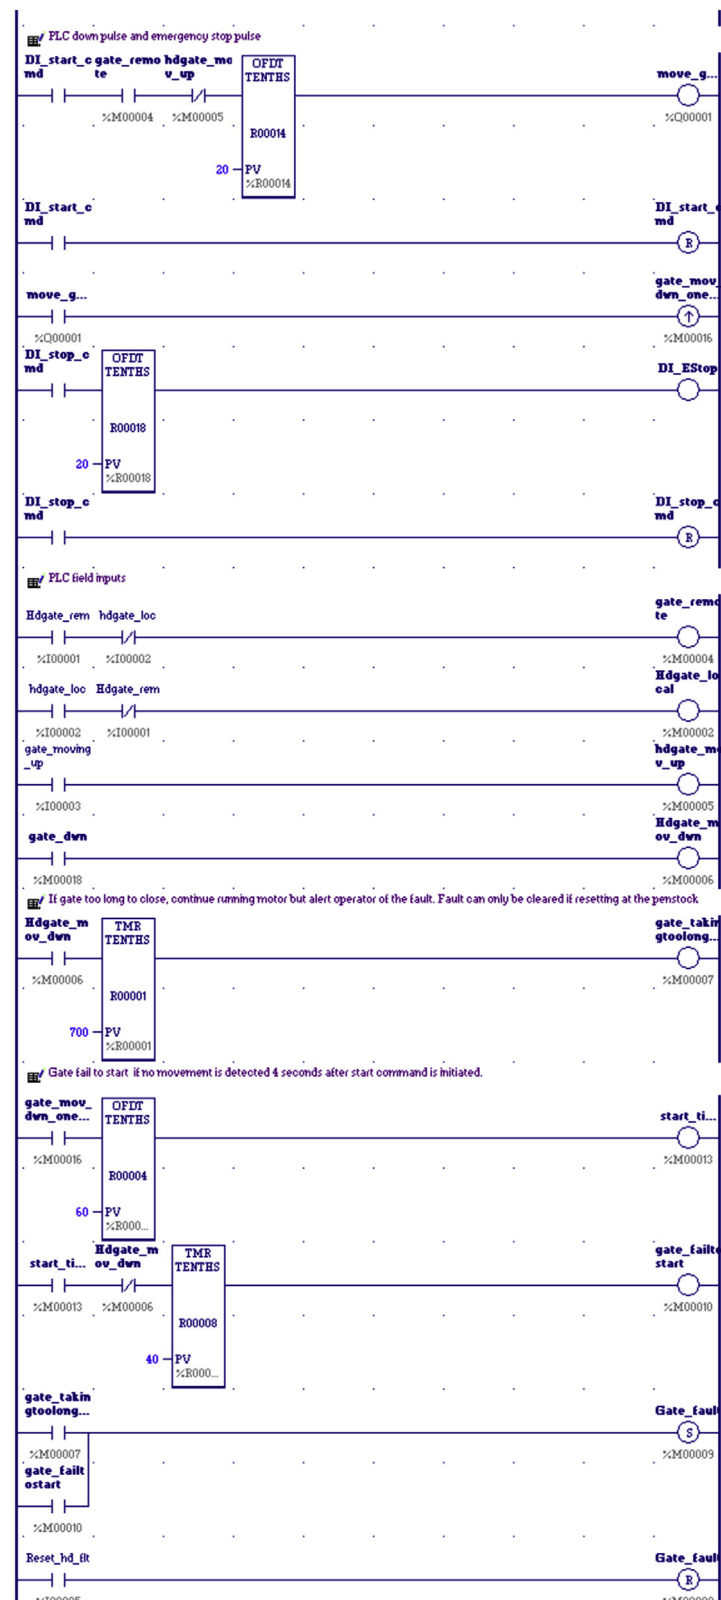 PLC down pulse and emergency stop pulse
DI_start_c gate_remo hdgate_mo
md te v_up
OFDT
TENTHS
move_g...
%M00004 %M00005
%Q00001
R00014
20 PV
%R00014
DI_start_c
md
DI_start_c
md
R
move_g...
gate_mov_
dwn_one...
%Q00001
%M00016
DI_stop_c
md
OFDT
TENTHS
DI_EStop
R00018
20 PV
%R00018
DI_stop_c
md
DI_stop_c
md
R
PLC field inputs
Hdgate_rem hdgate_loc
gate_remo
te
%I00001 %I00002
%M00004
hdgate_loc Hdgate_rem
Hdgate_lo
cal
%I00002 %I00001
%M00002
gate_moving
_up
hdgate_mo
v_up
%I00003
%M00005
gate_dwn
Hdgate_m
ov_dwn
%M00018
%M00006
If gate too long to close, continue running motor but alert operator of the fault. Fault can only be cleared if resetting at the penstock
Hdgate_m
ov_dwn
TMR
TENTHS
gate_takin
gtoolong...
%M00006
%M00007
R00001
700 PV
%R00001
Gate fail to start if no movement is detected 4 seconds after start command is initiated.
gate_mov_
dwn_one...
OFDT
TENTHS
start_ti...
%M00016
%M00013
R00004
60 PV
%R000...
start_ti...
Hdgate_m
ov_dwn
TMR
TENTHS
gate_failto
start
%M00013 %M00006
%M00010
R00008
40 PV
%R000...
gate_takin
gtoolong...
Gate_fault
S
%M00007
%M00009
gate_failt
ostart
%M00010
Reset_hd_flt
Gate_fault
R
%I00005
%M00009